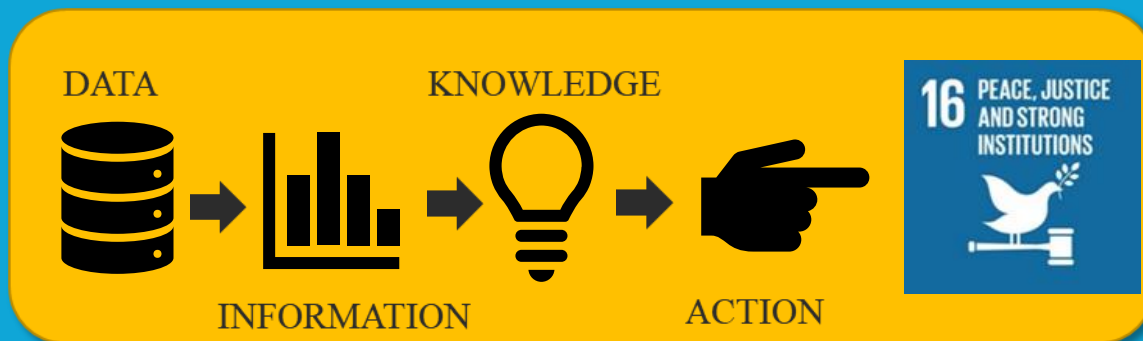 DATA
KNOWLEDGE
INFORMATION
ACTION
16 PEACE, JUSTICE
AND STRONG
INSTITUTIONS